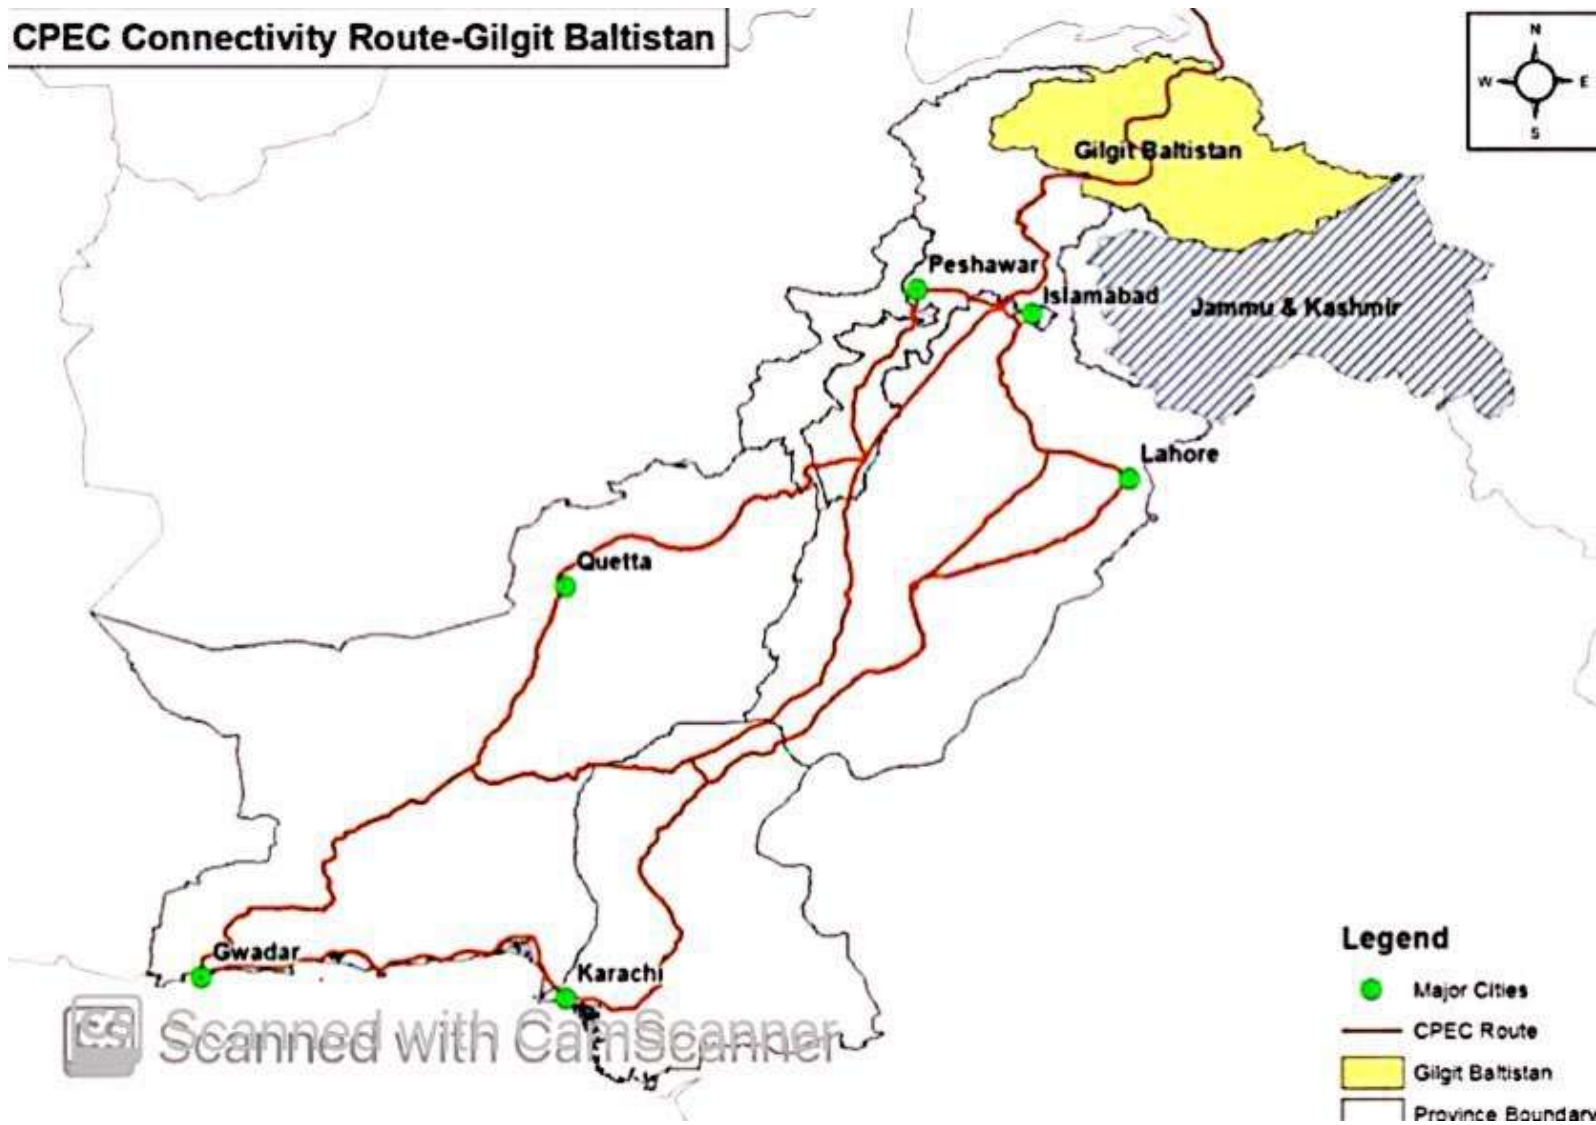 CPEC Connectivity Route-Gilgit Baltistan
N
W E
S
Gilgit Baltistan
Peshawar
Islamabad
Jammu & Kashmir
Lahore
Quetta
Gwadar
Karachi
Legend
Major Cities
CPEC Route
Gilgit Baltistan
Province Boundary
CS Scanned with CamScanner